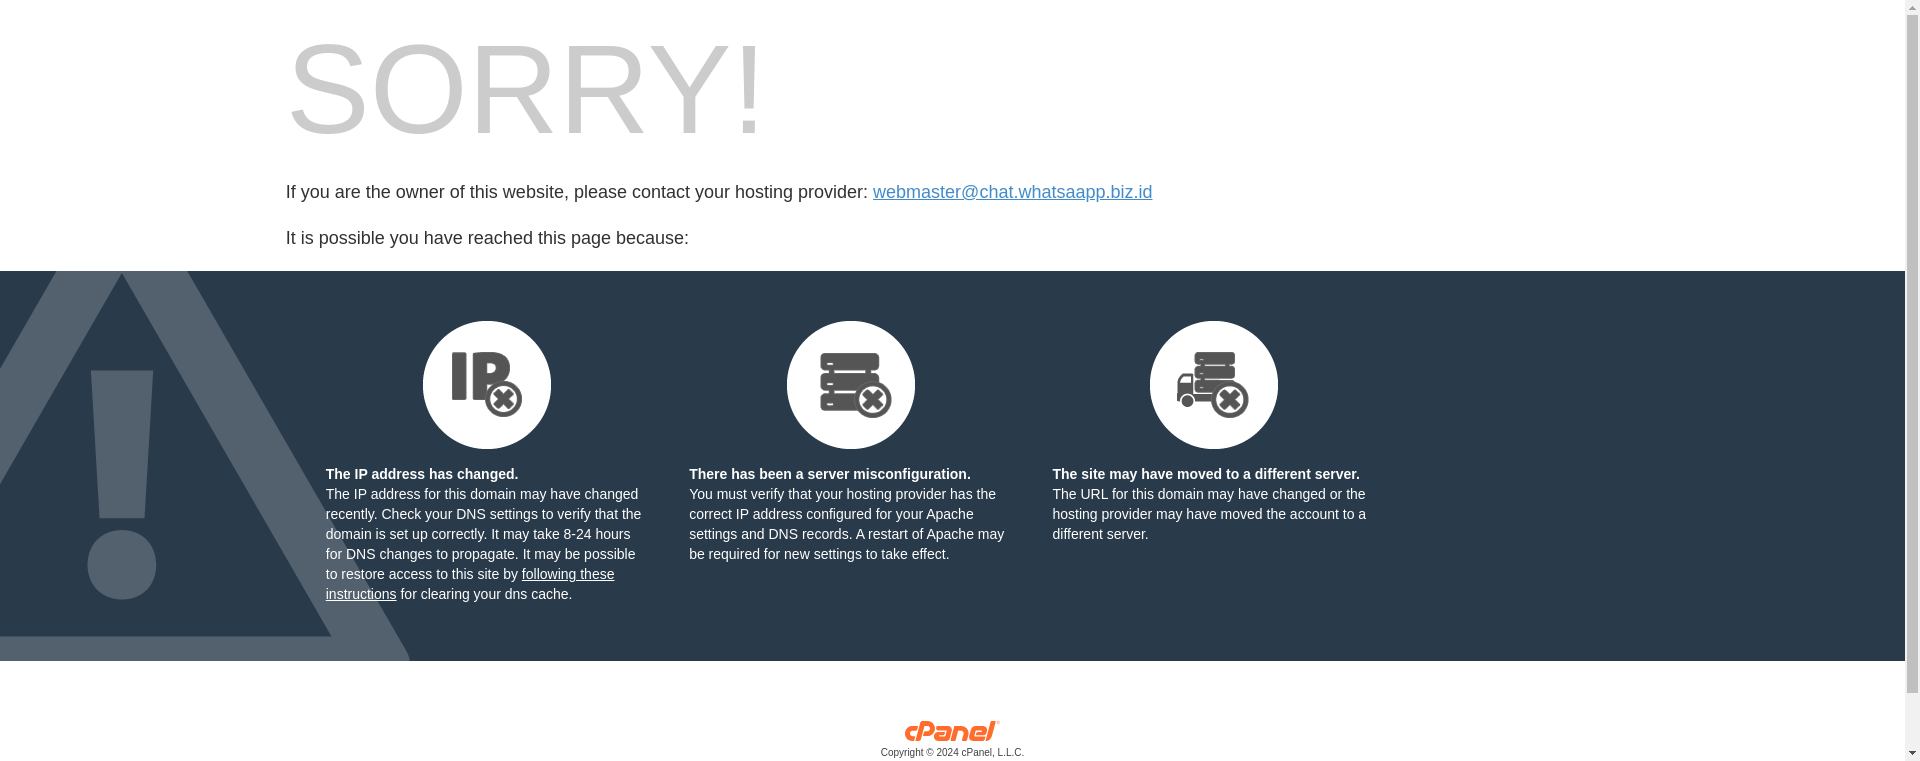 SORRY!
If you are the owner of this website, please contact your hosting provider: webmaster@chat.whatsaapp.biz.id
It is possible you have reached this page because:
IP
The IP address has changed.
The IP address for this domain may have changed
recently. Check your DNS settings to verify that the
domain is set up correctly. It may take 8-24 hours
for DNS changes to propagate. It may be possible
to restore access to this site by following these
instructions for clearing your dns cache.
There has been a server misconfiguration.
You must verify that your hosting provider has the
correct IP address configured for your Apache
settings and DNS records. A restart of Apache may
be required for new settings to take effect.
The site may have moved to a different server.
The URL for this domain may have changed or the
hosting provider may have moved the account to a
different server.
cPanel®
Copyright © 2024 cPanel, L.L.C.